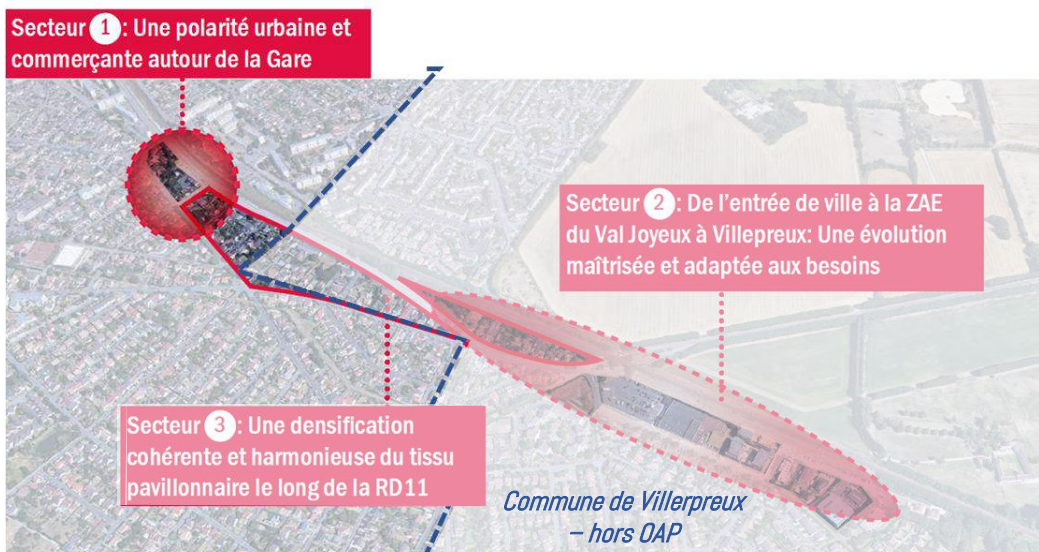 Secteur 1 : Une polarité urbaine et
commerçante autour de la Gare
Secteur 2 : De l'entrée de ville à la ZAE
du Val Joyeux à Villepreux: Une évolution
maîtrisée et adaptée aux besoins
Secteur 3 : Une densification
cohérente et harmonieuse du tissu
pavillonnaire le long de la RD11
Commune de Villerpreux
– hors OAP